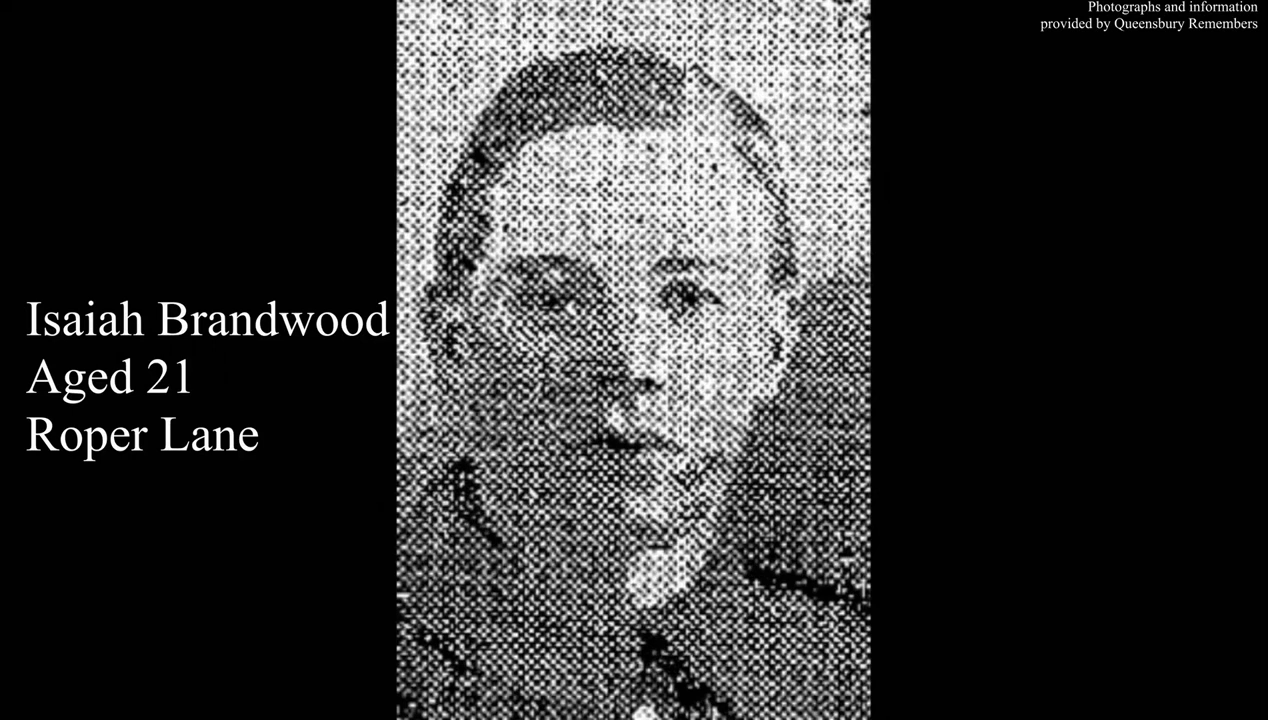 Photographs and information
provided by Queensbury Remembers
Isaiah Brandwood
Aged 21
Roper Lane